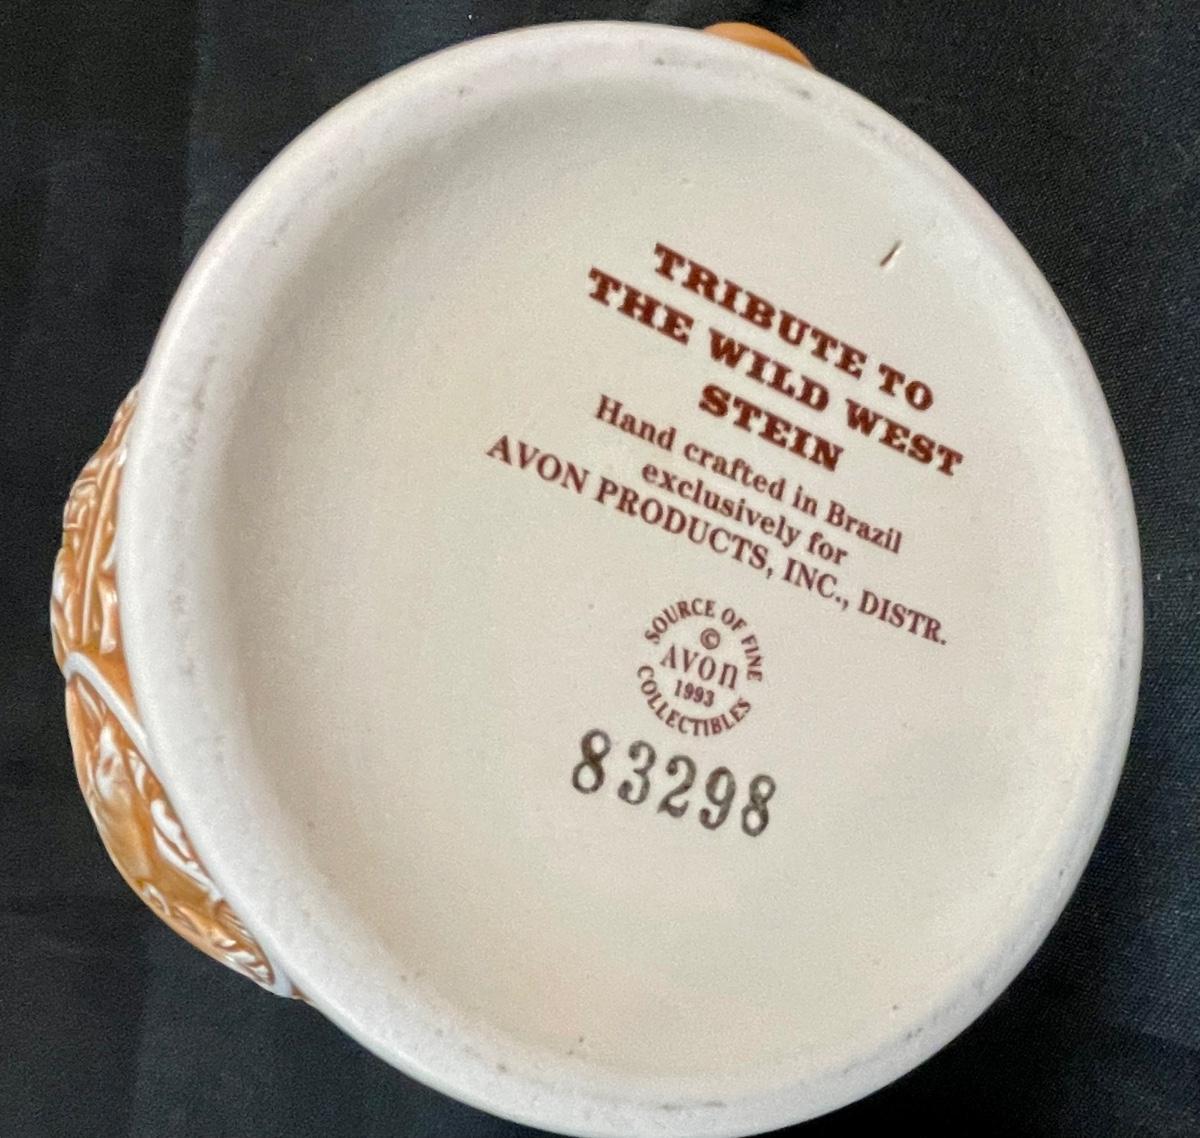 TRIBUTE TO
THE WILD WEST
STEIN
Hand crafted in Brazil
exclusively for
AVON PRODUCTS, INC., DISTR.
SOURCE OF FINE
©
AVON
1993
COLLECTIBLES
83298